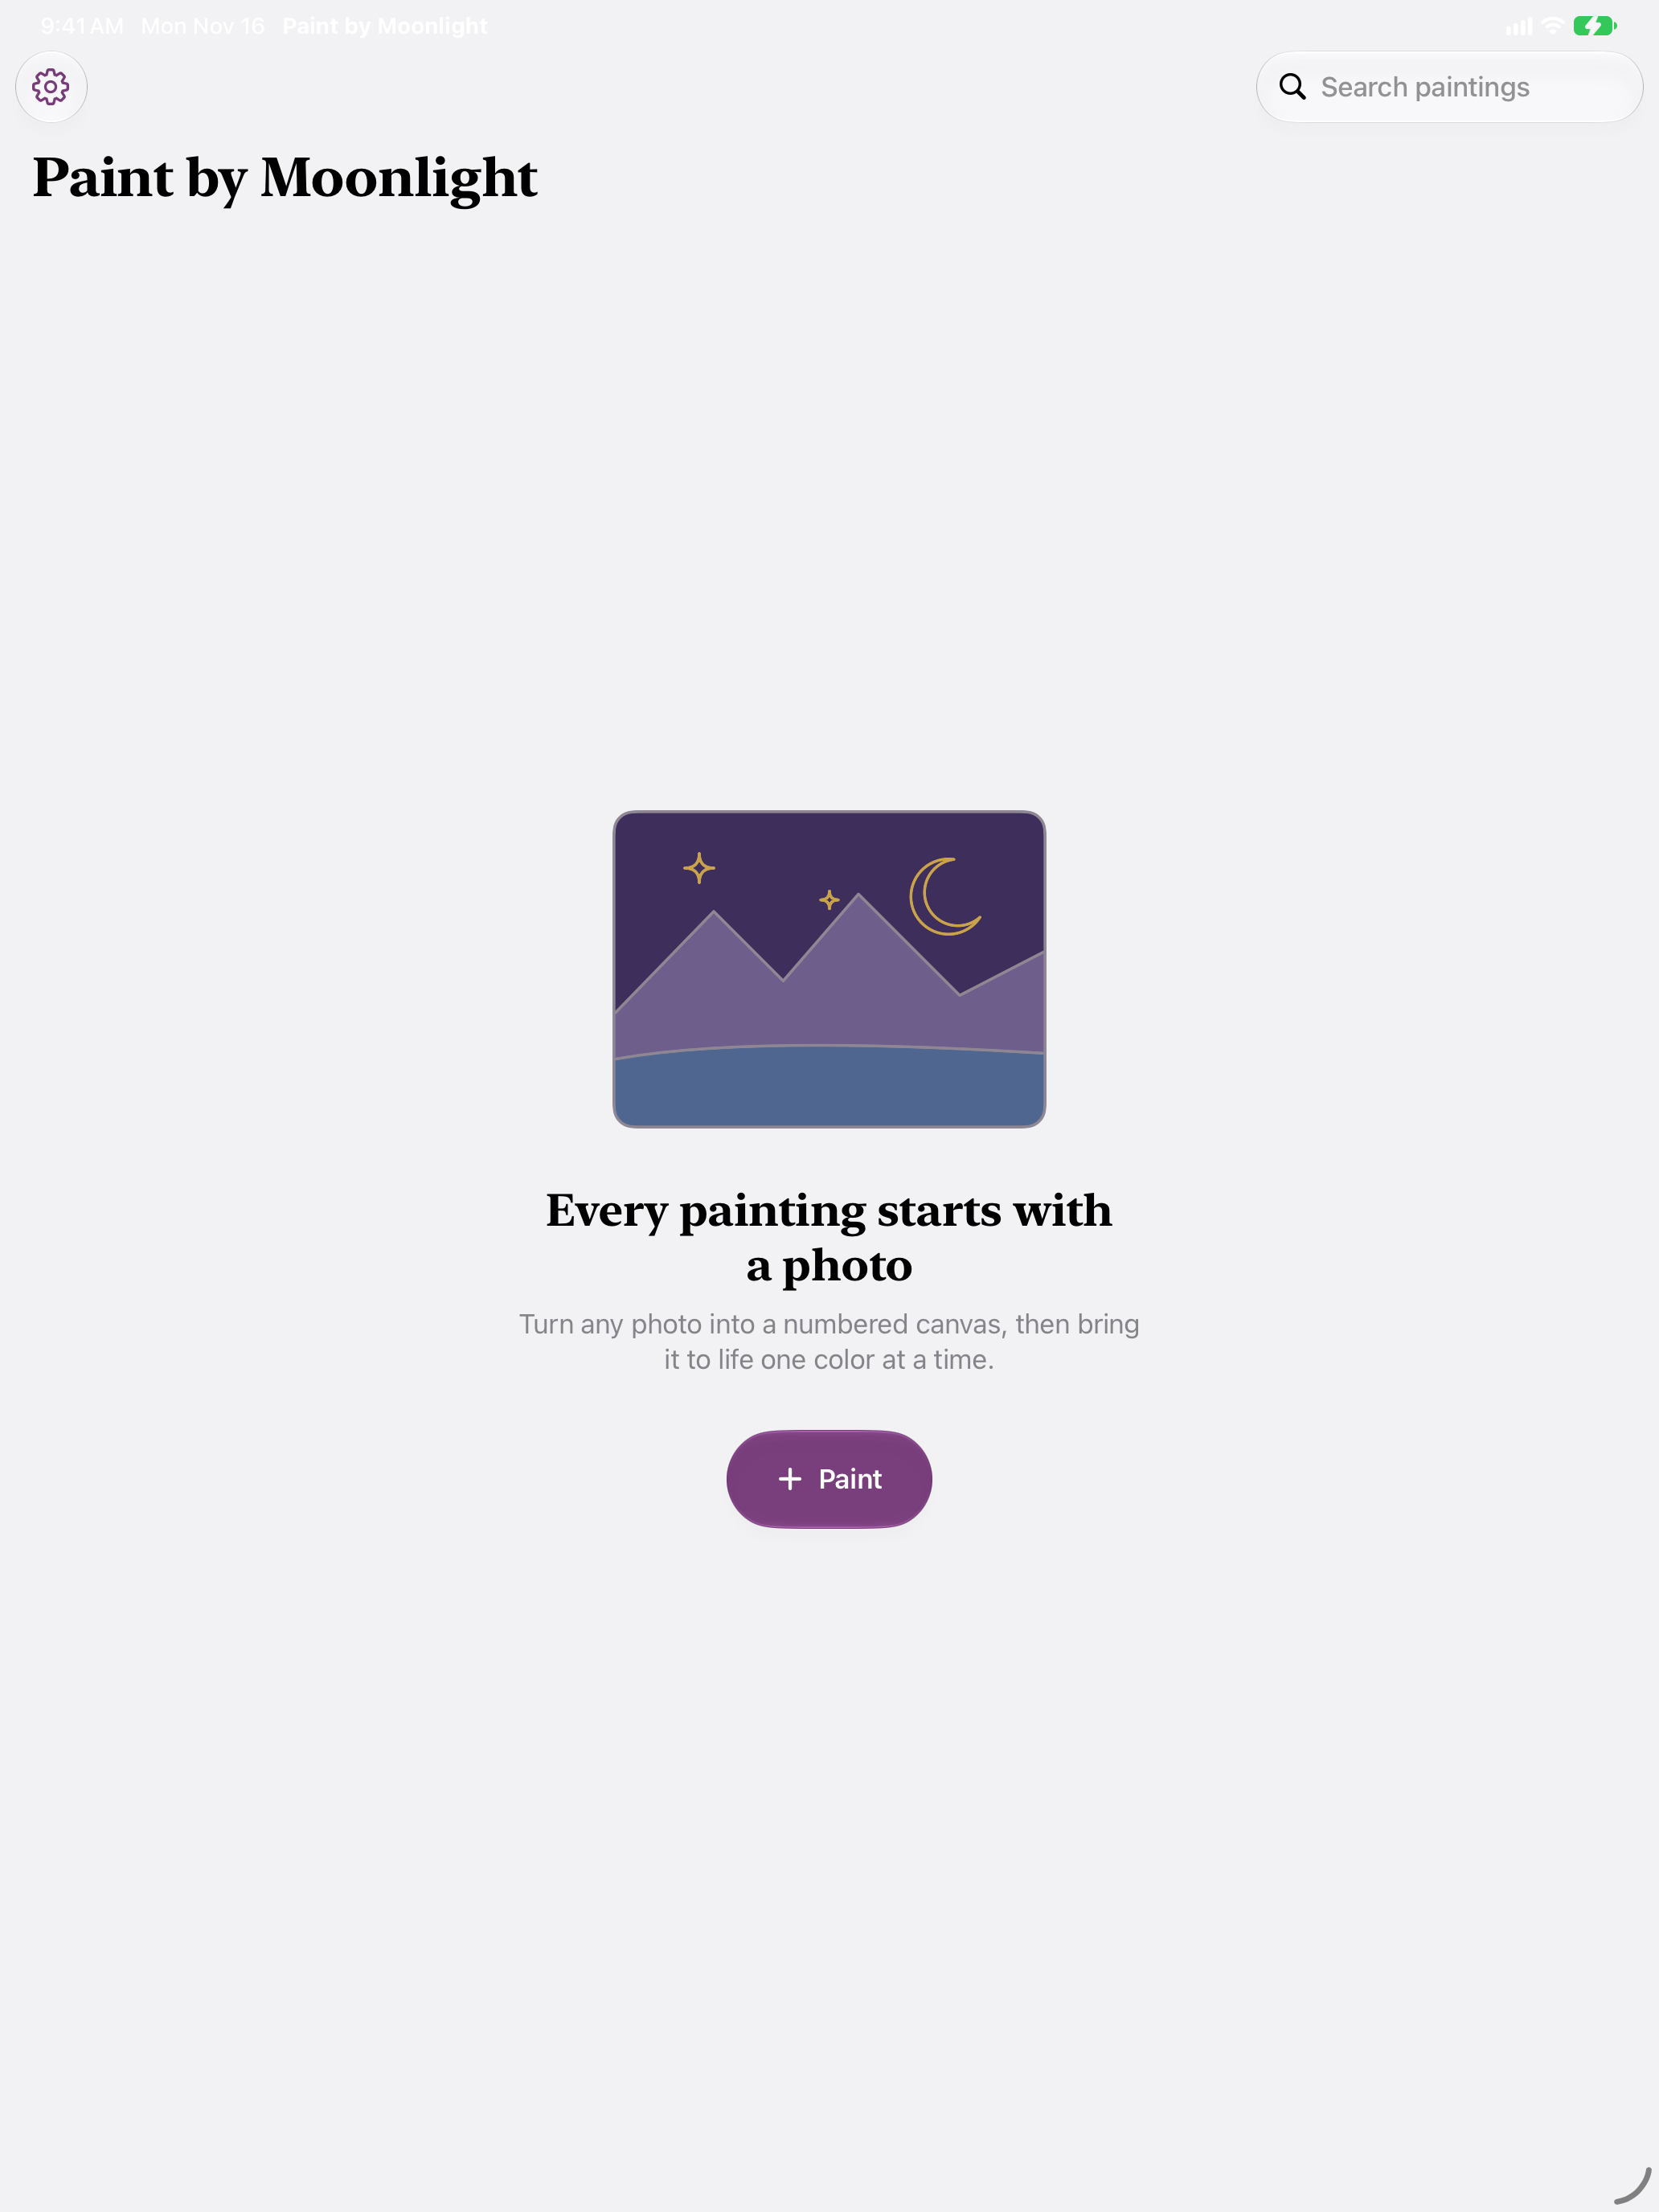 9:41 AM Mon Nov 16 Paint by Moonlight
Search paintings
Paint by Moonlight
Every painting starts with
a photo
Turn any photo into a numbered canvas, then bring
it to life one color at a time.
+ Paint